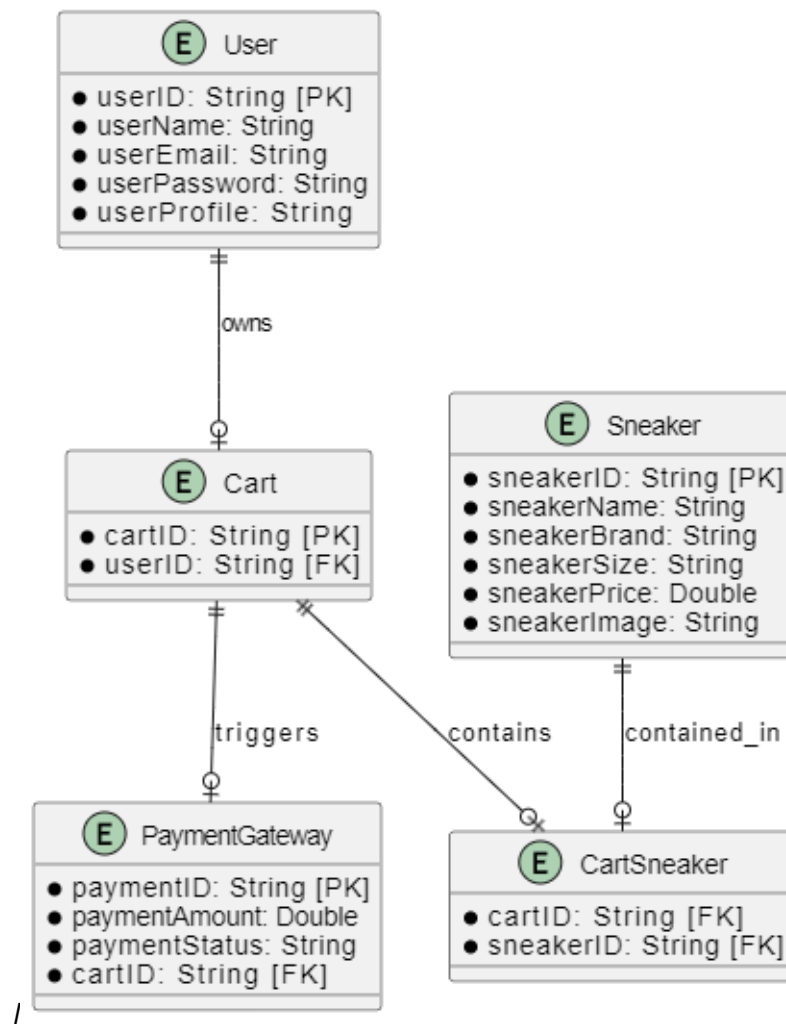 E User
userID: String [PK]
userName: String
userEmail: String
userPassword: String
userProfile: String
owns
E Cart
cartID: String [PK]
userID: String [FK]
E Sneaker
sneakerID: String [PK]
sneakerName: String
sneakerBrand: String
sneakerSize: String
sneakerPrice: Double
sneakerImage: String
triggers
contains
contained_in
E PaymentGateway
paymentID: String [PK]
paymentAmount: Double
paymentStatus: String
cartID: String [FK]
E CartSneaker
cartID: String [FK]
sneakerID: String [FK]